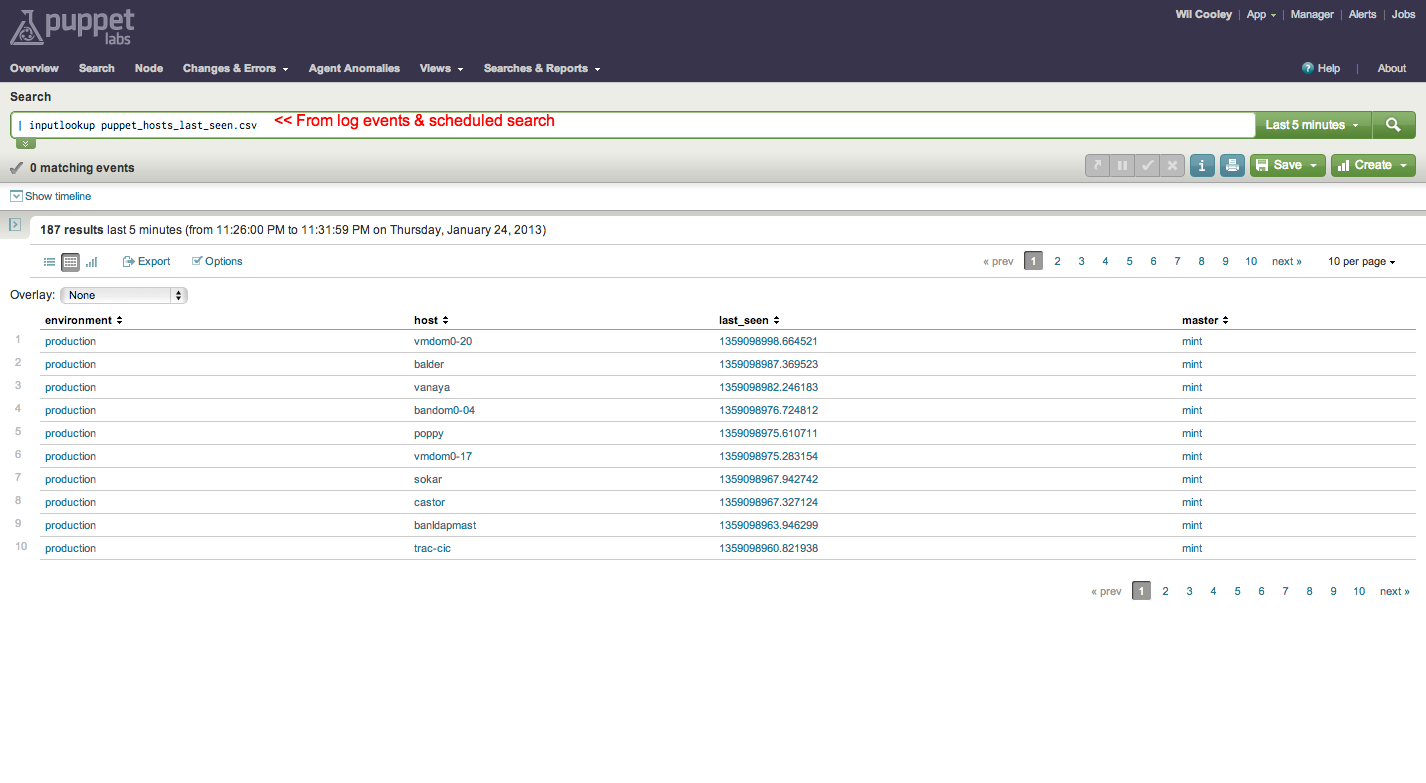 puppet labs
Wil Cooley | App | Manager | Alerts | Jobs
Overview Search Node Changes & Errors Agent Anomalies Views Searches & Reports ? Help | About
Search
| inputlookup puppet_hosts_last_seen.csv << From log events & scheduled search Last 5 minutes
0 matching events i Save Create
Show timeline
187 results last 5 minutes (from 11:26:00 PM to 11:31:59 PM on Thursday, January 24, 2013)
Export Options « prev 1 2 3 4 5 6 7 8 9 10 next » 10 per page
Overlay: None
environment host last_seen master
1 production vmdom0-20 1359098998.664521 mint
2 production balder 1359098987.369523 mint
3 production vanaya 1359098982.246183 mint
4 production bandom0-04 1359098976.724812 mint
5 production poppy 1359098975.610711 mint
6 production vmdom0-17 1359098975.283154 mint
7 production sokar 1359098967.942742 mint
8 production castor 1359098967.327124 mint
9 production banldapmast 1359098963.946299 mint
10 production trac-cic 1359098960.821938 mint
« prev 1 2 3 4 5 6 7 8 9 10 next »